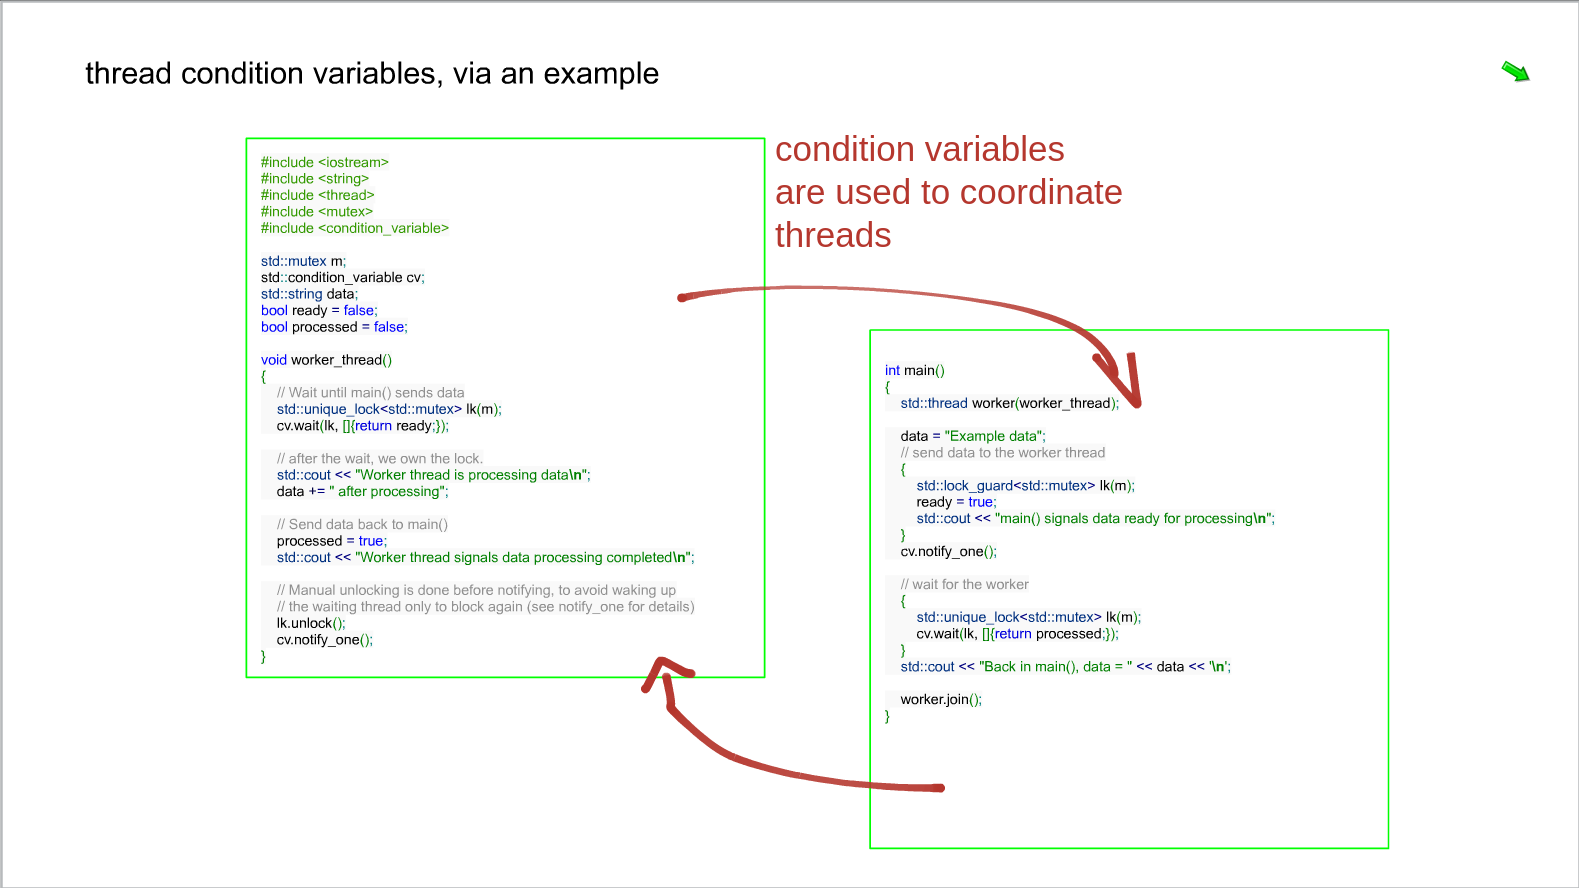 thread condition variables, via an example
#include <iostream>
#include <string>
#include <thread>
#include <mutex>
#include <condition_variable>
std::mutex m;
std::condition_variable cv;
std::string data;
bool ready = false;
bool processed = false;
void worker_thread()
{
// Wait until main() sends data
std::unique_lock<std::mutex> lk(m);
cv.wait(lk, []{return ready;});
// after the wait, we own the lock.
std::cout << "Worker thread is processing data\n";
data += " after processing";
// Send data back to main()
processed = true;
std::cout << "Worker thread signals data processing completed\n";
// Manual unlocking is done before notifying, to avoid waking up
// the waiting thread only to block again (see notify_one for details)
lk.unlock();
cv.notify_one();
}
condition variables
are used to coordinate
threads
int main()
{
std::thread worker(worker_thread);
data = "Example data";
// send data to the worker thread
{
std::lock_guard<std::mutex> lk(m);
ready = true;
std::cout << "main() signals data ready for processing\n";
}
cv.notify_one();
// wait for the worker
{
std::unique_lock<std::mutex> lk(m);
cv.wait(lk, []{return processed;});
}
std::cout << "Back in main(), data = " << data << '\n';
worker.join();
}